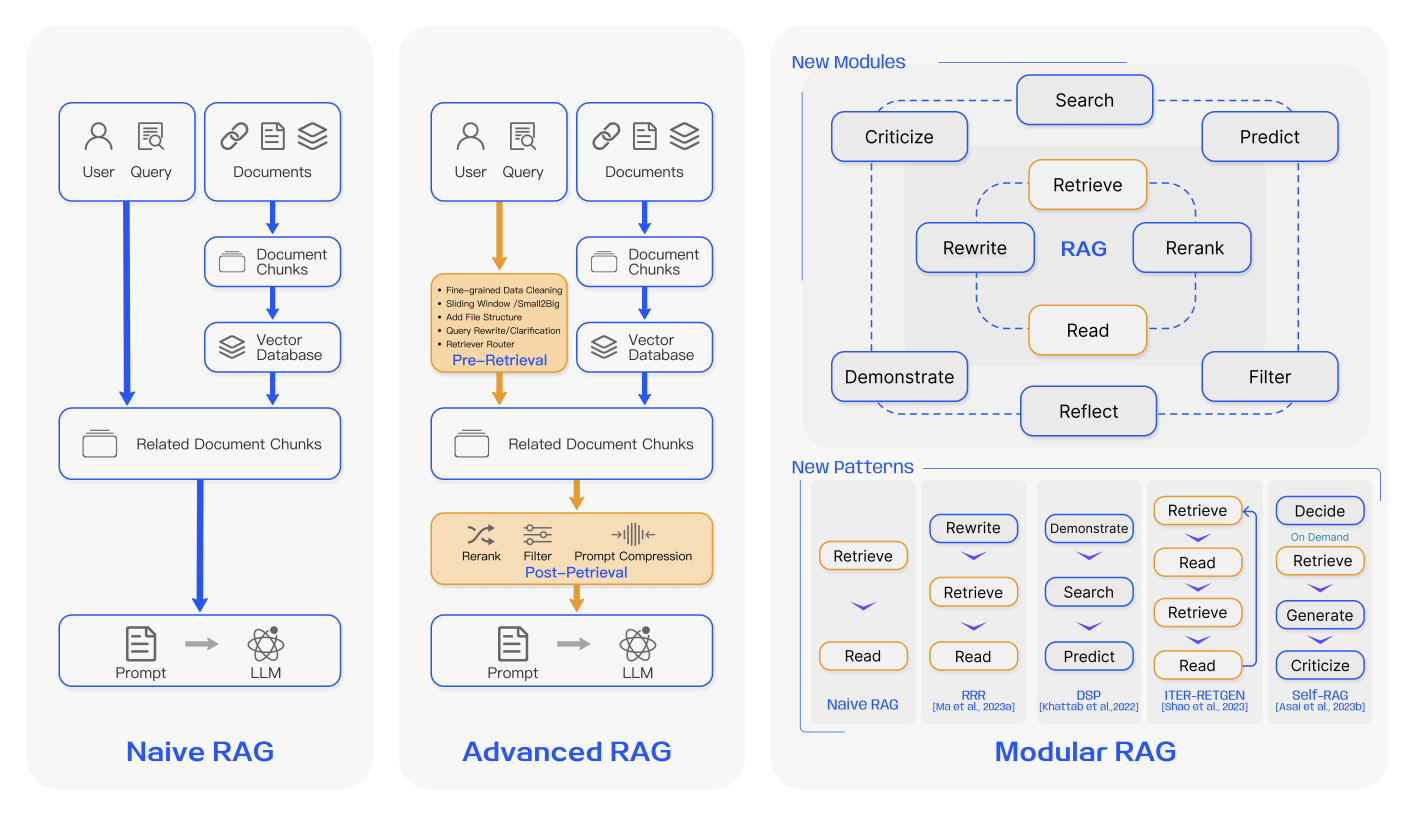 User Query
Documents
Document
Chunks
Vector
Database
Related Document Chunks
Prompt
LLM
Naive RAG
User Query
Documents
Document
Chunks
• Fine-grained Data Cleaning
• Sliding Window /Small2Big
• Add File Structure
• Query Rewrite/Clarification
• Retriever Router
Pre-Retrieval
Vector
Database
Related Document Chunks
Rerank Filter Prompt Compression
Post-Petrieval
Prompt
LLM
Advanced RAG
New Modules
Search
Criticize
Predict
Retrieve
Rewrite
RAG
Rerank
Read
Demonstrate
Filter
Reflect
New Patterns
Retrieve
Read
Naive RAG
Rewrite
Retrieve
Read
RRR
[Ma et al., 2023a]
Demonstrate
Search
Predict
DSP
[Khattab et al.,2022]
Retrieve
Read
Retrieve
Read
ITER-RETGEN
[Shao et al., 2023]
Decide
On Demand
Retrieve
Generate
Criticize
Self-RAG
[Asai et al., 2023b]
Modular RAG